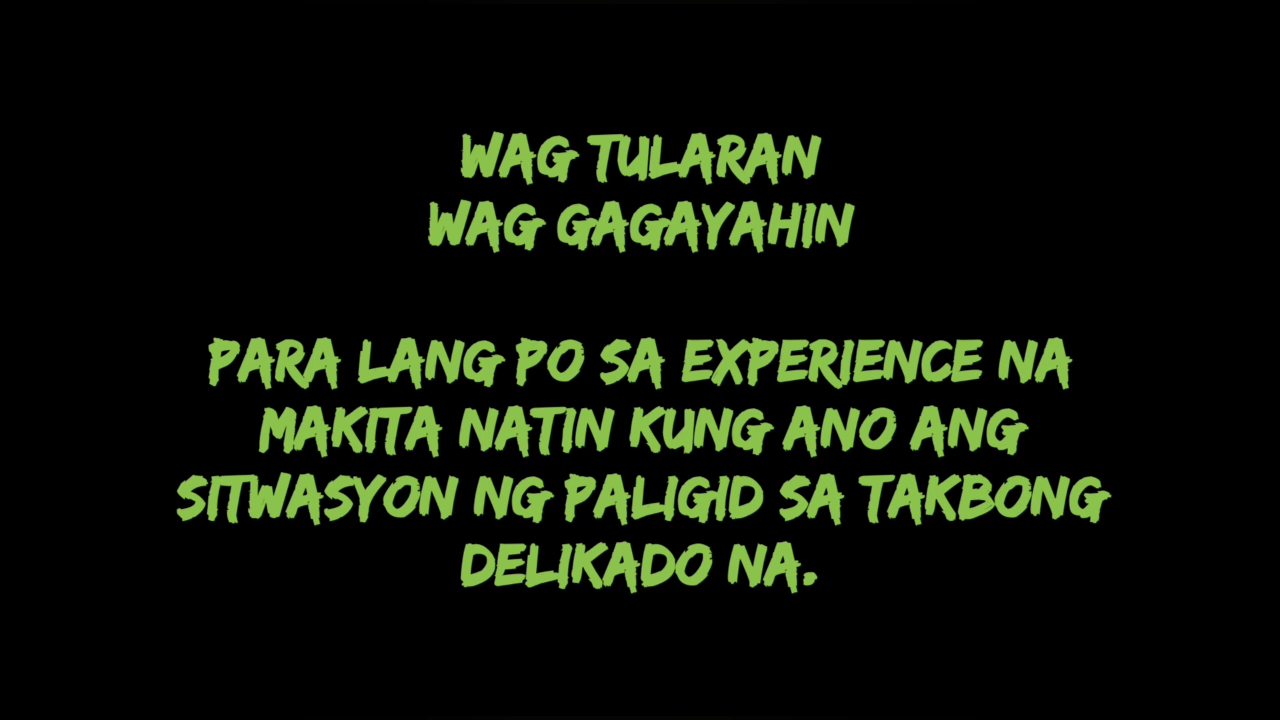 WAG TULARAN
WAG GAGAYAHIN
PARA LANG PO SA EXPERIENCE NA
MAKITA NATIN KUNG ANO ANG
SITWASYON NG PALIGID SA TAKBONG
DELIKADO NA.